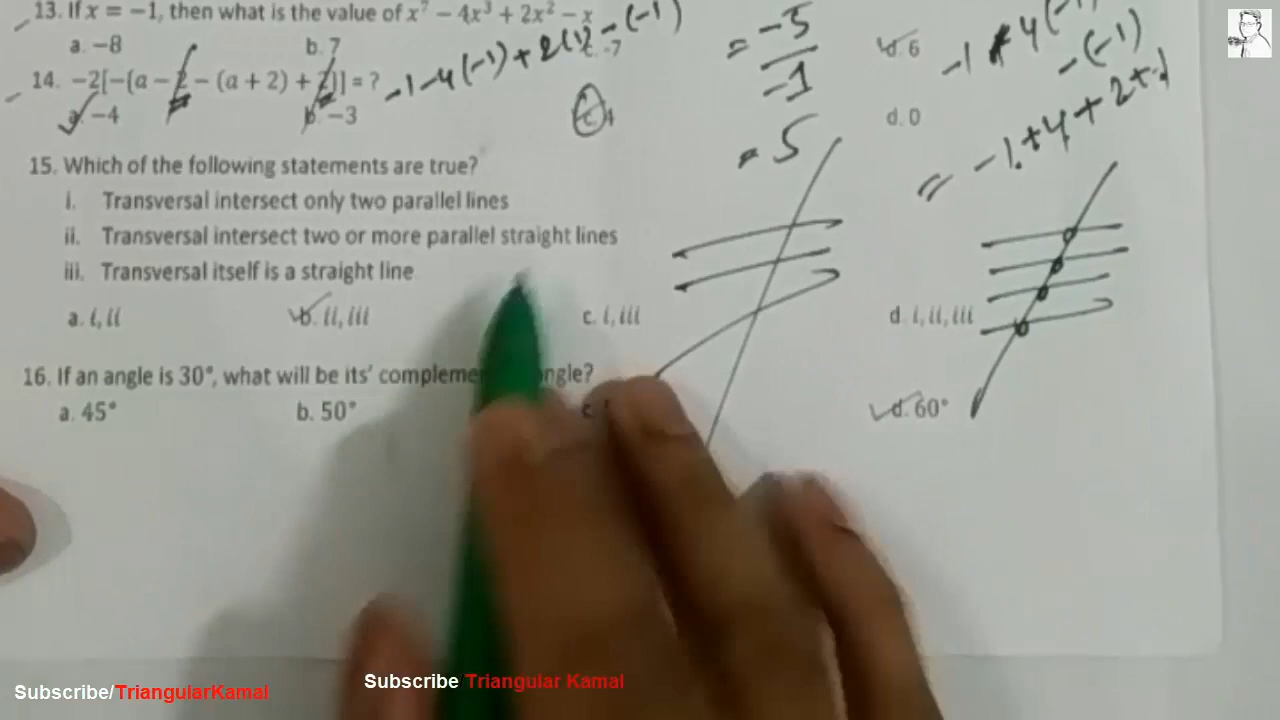 13. If x = −1, then what is the value of x⁷ − 4x³ + 2x² − x
a. −8 b. 7 c. −7 d. 6
−1 −4(−1) + 2(1) − (−1)
= −5/−1
= 5
14. −2[−(a − 2 − (a + 2) + 2)] = ?
a. −4 b. −3 d. 0
−(−1)
= −1 + 4 + 2 +
15. Which of the following statements are true?
i. Transversal intersect only two parallel lines
ii. Transversal intersect two or more parallel straight lines
iii. Transversal itself is a straight line
a. i, ii b. ii, iii c. i, iii d. i, ii, iii
16. If an angle is 30°, what will be its' angle?
a. 45° b. 50° c. d. 60°
Subscribe/TriangularKamal
Subscribe Triangular Kamal